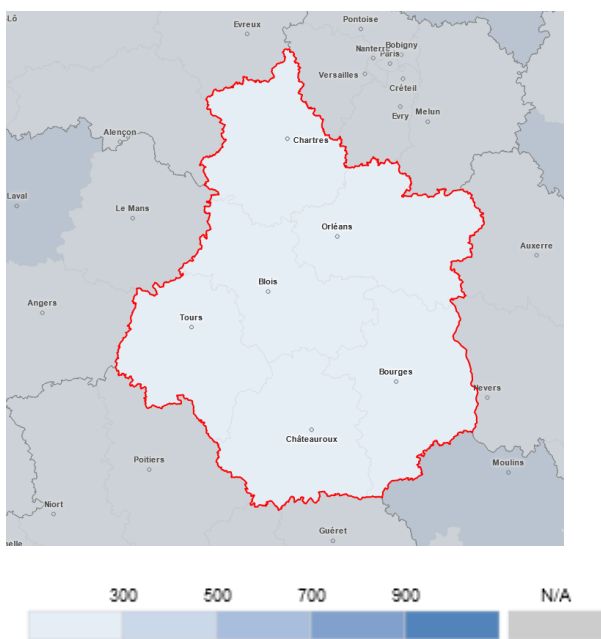 Lô
Evreux
Pontoise
Bobigny
Nanterre
Paris
Versailles
Créteil
Evry
Melun
Alençon
Chartres
Laval
Le Mans
Orléans
Auxerre
Blois
Angers
Tours
Bourges
Nevers
Châteauroux
Poitiers
Moulins
Niort
Guéret
elle
300 500 700 900 N/A